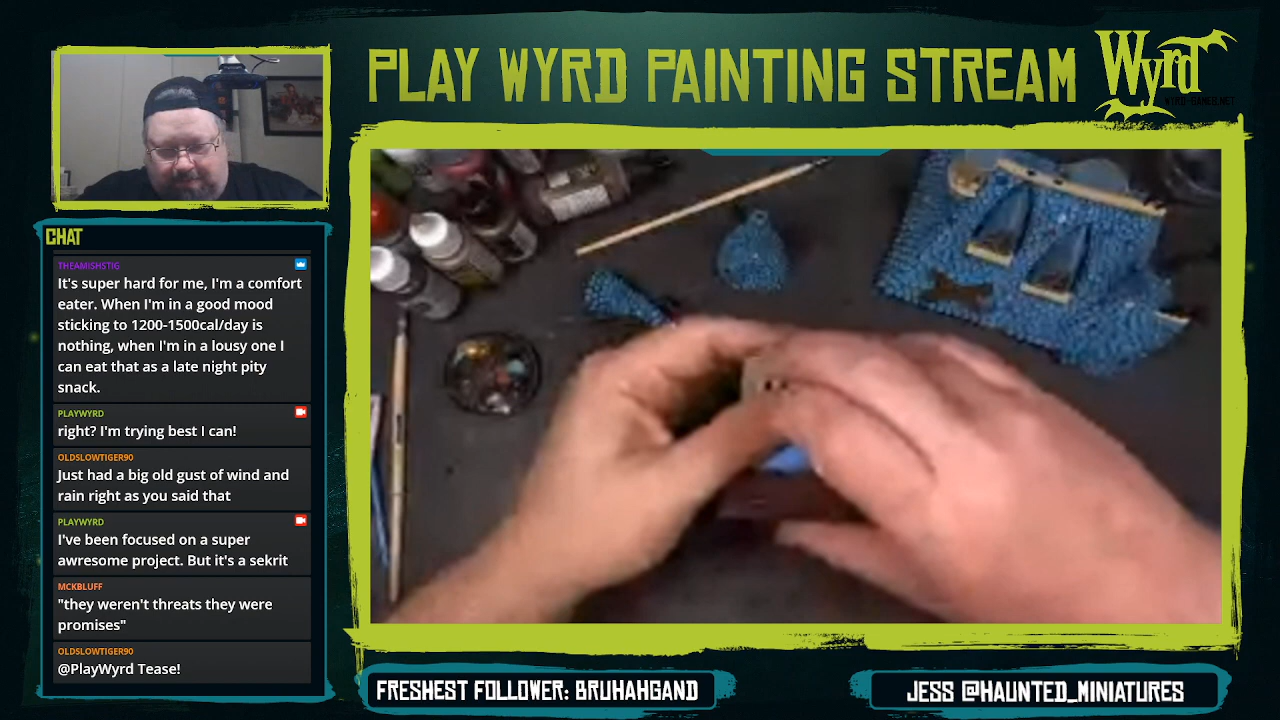 PLAY WYRD PAINTING STREAM
Wyrd
WYRD-GAMES.NET
CHAT
THEAMISHSTIG
It's super hard for me, I'm a comfort
eater. When I'm in a good mood
sticking to 1200-1500cal/day is
nothing, when I'm in a lousy one I
can eat that as a late night pity
snack.
PLAYWYRD
right? I'm trying best I can!
OLDSLOWTIGER90
Just had a big old gust of wind and
rain right as you said that
PLAYWYRD
I've been focused on a super
awresome project. But it's a sekrit
MCKBLUFF
"they weren't threats they were
promises"
OLDSLOWTIGER90
@PlayWyrd Tease!
FRESHEST FOLLOWER: BRUHAHGAND
JESS @HAUNTED_MINIATURES